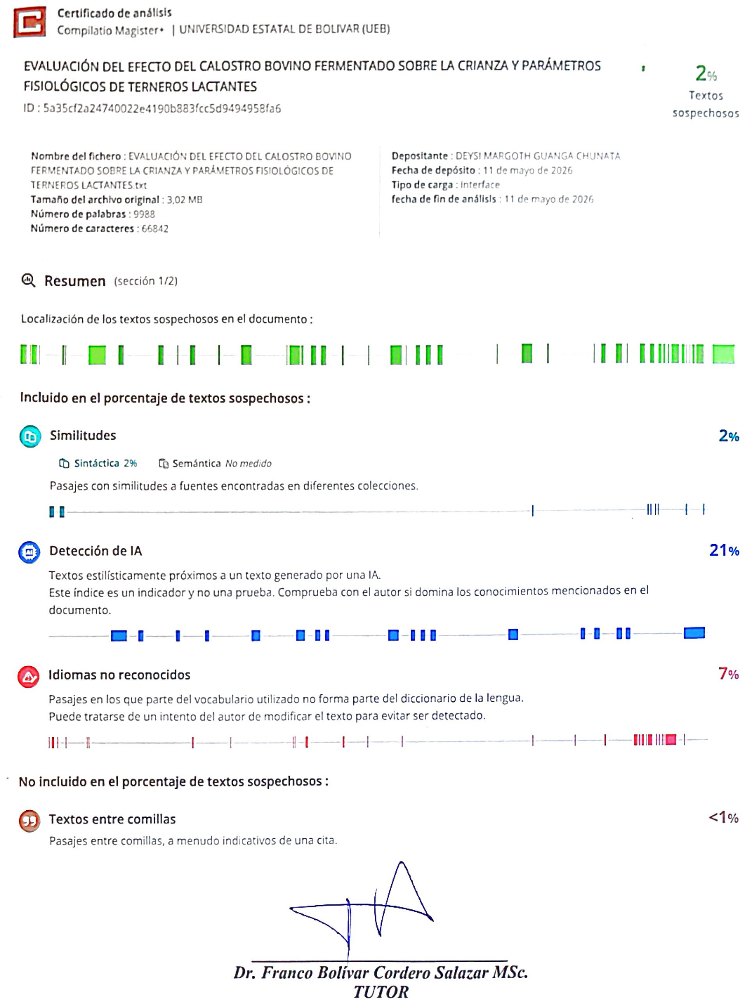 Certificado de análisis
Compilatio Magister+ | UNIVERSIDAD ESTATAL DE BOLIVAR (UEB)
EVALUACIÓN DEL EFECTO DEL CALOSTRO BOVINO FERMENTADO SOBRE LA CRIANZA Y PARÁMETROS
FISIOLÓGICOS DE TERNEROS LACTANTES
ID : 5a35cf2a24740022e4190b883fcc5d9494958fa6
2%
Textos
sospechosos
Nombre del fichero : EVALUACIÓN DEL EFECTO DEL CALOSTRO BOVINO
FERMENTADO SOBRE LA CRIANZA Y PARÁMETROS FISIOLÓGICOS DE
TERNEROS LACTANTES.txt
Tamaño del archivo original : 3,02 MB
Número de palabras : 9988
Número de caracteres : 66842
Depositante : DEYSI MARGOTH GUANGA CHUNATA
Fecha de depósito : 11 de mayo de 2026
Tipo de carga : interface
fecha de fin de análisis : 11 de mayo de 2026
Resumen (sección 1/2)
Localización de los textos sospechosos en el documento :
Incluido en el porcentaje de textos sospechosos :
Similitudes 2%
Sintáctica 2% Semántica No medido
Pasajes con similitudes a fuentes encontradas en diferentes colecciones.
Detección de IA 21%
Textos estilísticamente próximos a un texto generado por una IA.
Este índice es un indicador y no una prueba. Comprueba con el autor si domina los conocimientos mencionados en el
documento.
Idiomas no reconocidos 7%
Pasajes en los que parte del vocabulario utilizado no forma parte del diccionario de la lengua.
Puede tratarse de un intento del autor de modificar el texto para evitar ser detectado.
No incluido en el porcentaje de textos sospechosos :
Textos entre comillas <1%
Pasajes entre comillas, a menudo indicativos de una cita.
Dr. Franco Bolívar Cordero Salazar MSc.
TUTOR